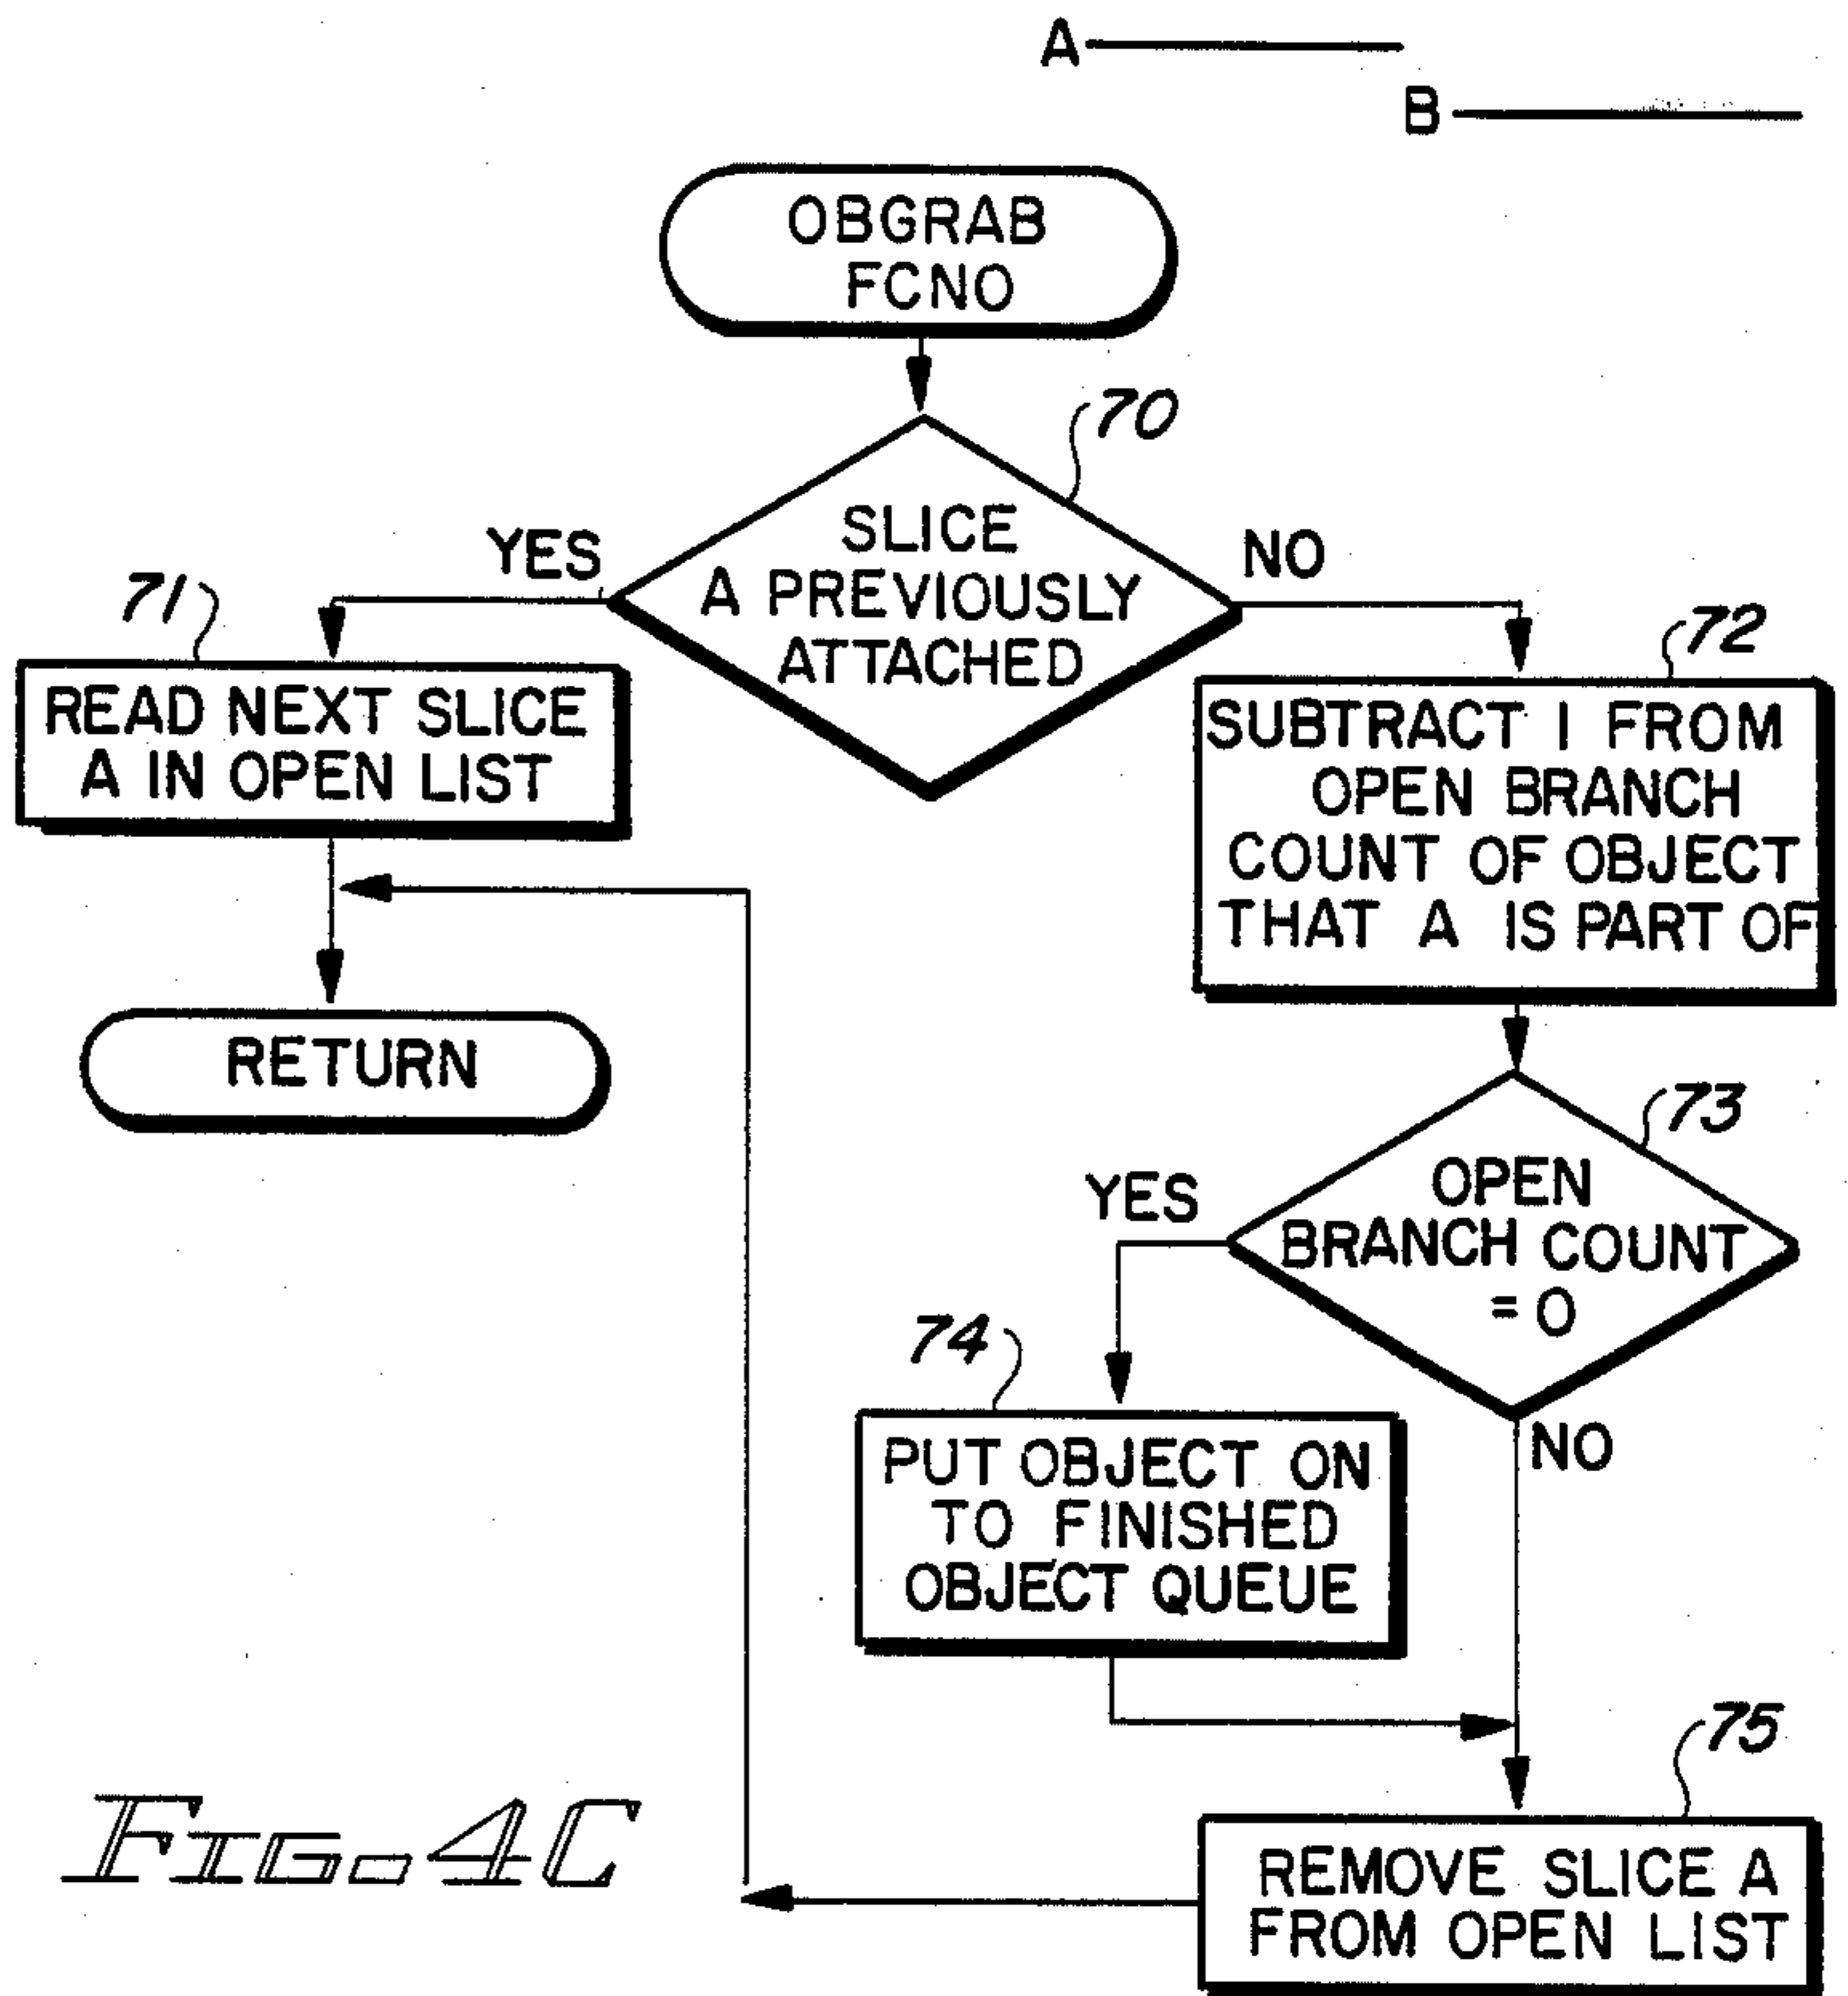 A
B
OBGRAB
FCNO
70
SLICE
A PREVIOUSLY
ATTACHED
YES
NO
71
READ NEXT SLICE
A IN OPEN LIST
72
SUBTRACT 1 FROM
OPEN BRANCH
COUNT OF OBJECT
THAT A IS PART OF
RETURN
73
OPEN
BRANCH COUNT
= 0
YES
NO
74
PUT OBJECT ON
TO FINISHED
OBJECT QUEUE
75
REMOVE SLICE A
FROM OPEN LIST
FIG. 4C